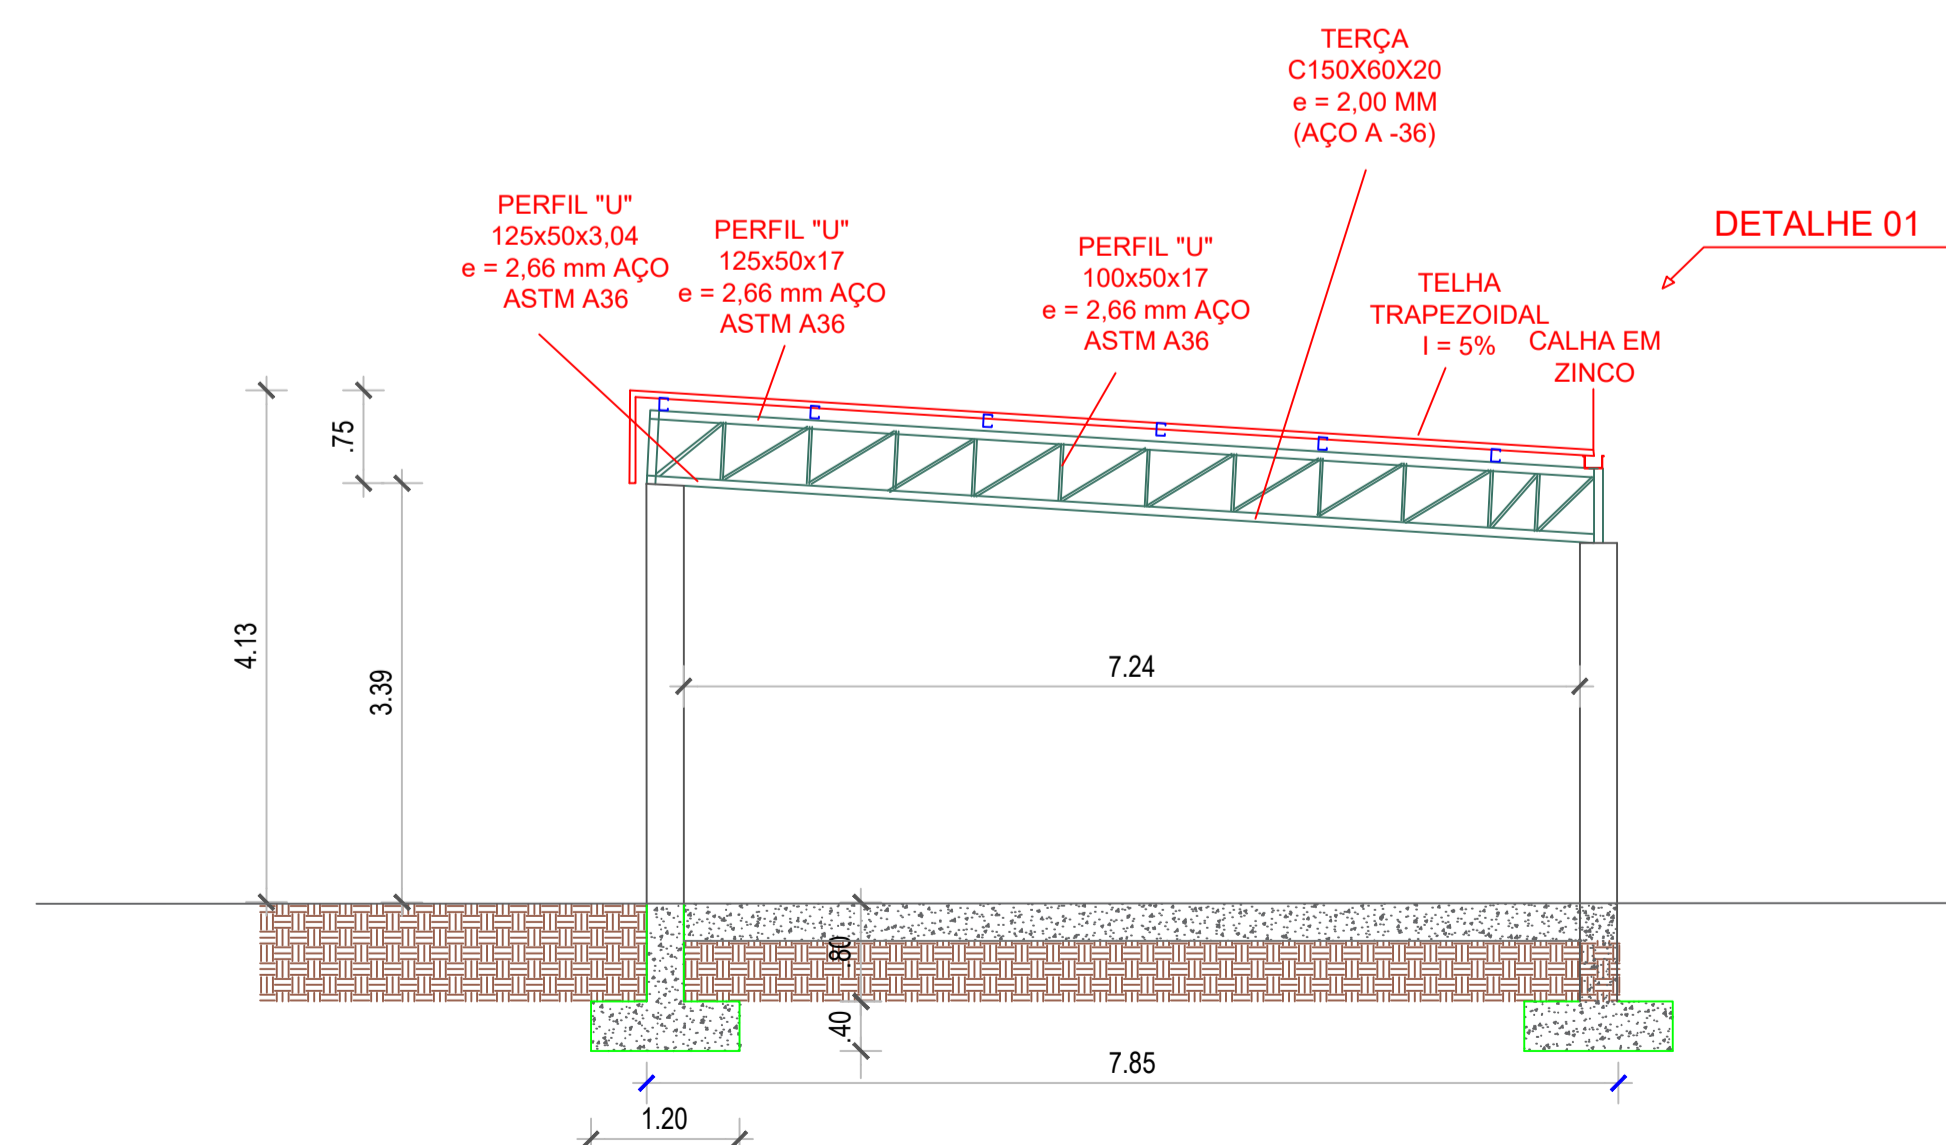 TERÇA
C150X60X20
e = 2,00 MM
(AÇO A -36)
PERFIL "U"
125x50x3,04
e = 2,66 mm AÇO
ASTM A36
PERFIL "U"
125x50x17
e = 2,66 mm AÇO
ASTM A36
PERFIL "U"
100x50x17
e = 2,66 mm AÇO
ASTM A36
DETALHE 01
TELHA
TRAPEZOIDAL
I = 5%
CALHA EM
ZINCO
.75
4.13
3.39
7.24
.80
.40
7.85
1.20